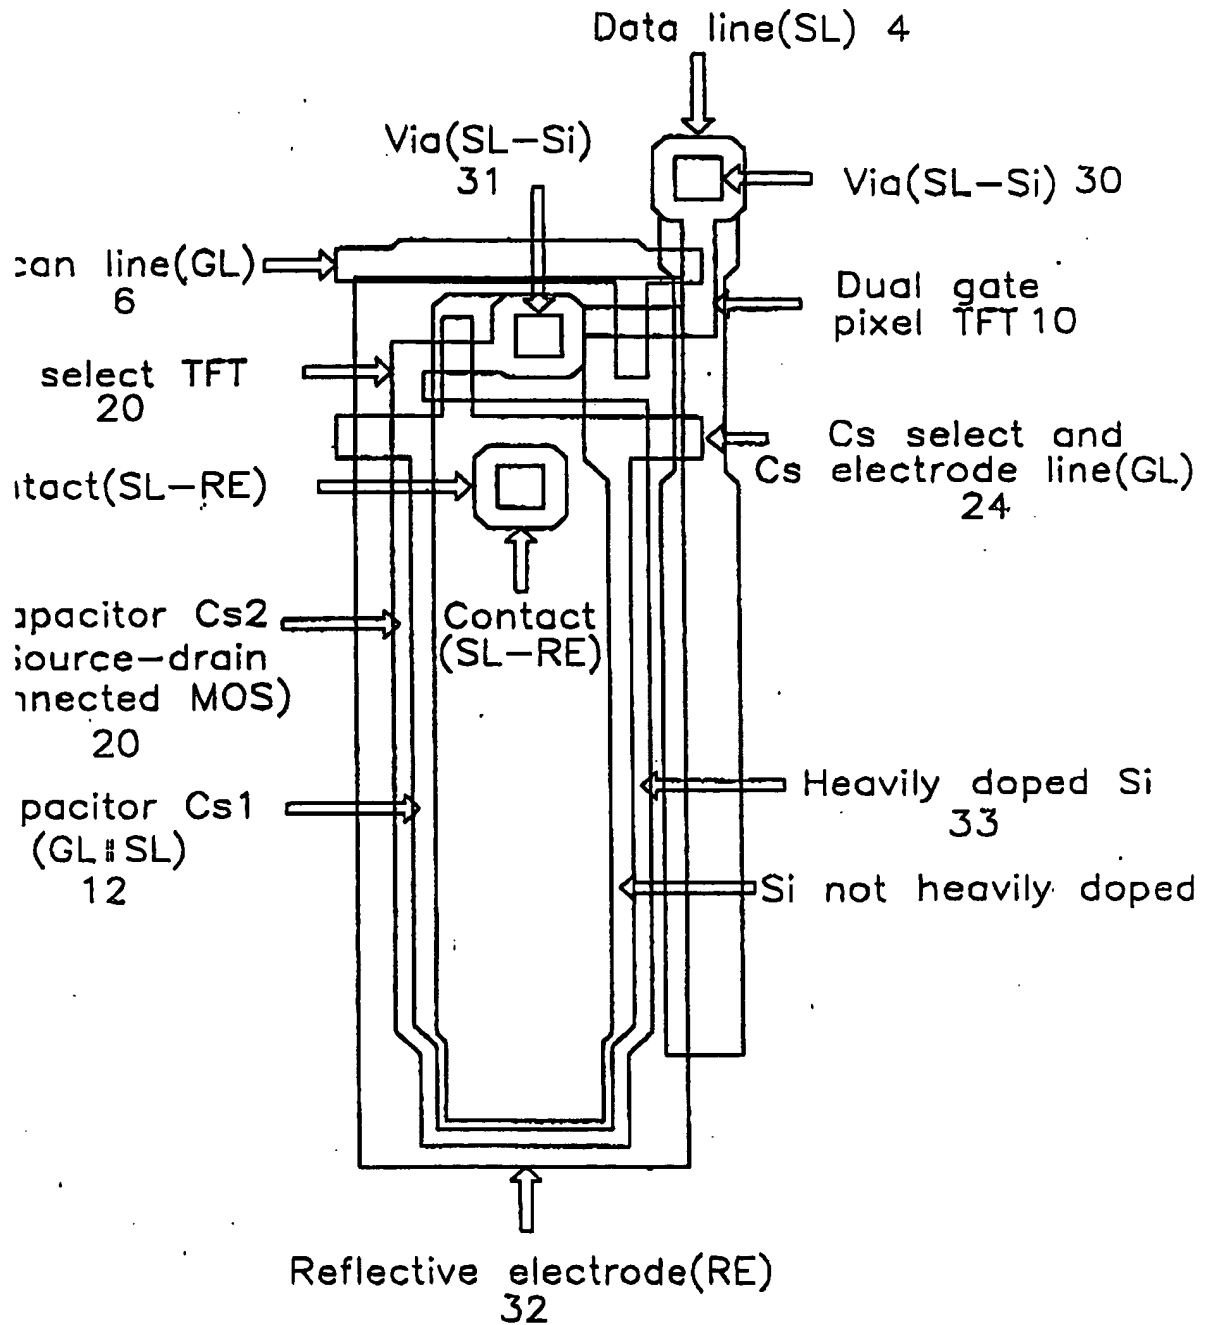 Data line(SL) 4
Via(SL-Si)
31
Via(SL-Si) 30
can line(GL)
6
Dual gate
pixel TFT 10
select TFT
20
Cs select and
Cs electrode line(GL)
24
ntact(SL-RE)
Contact
(SL-RE)
apacitor Cs2
Source-drain
nnected MOS)
20
pacitor Cs1
(GL SL)
12
Heavily doped Si
33
Si not heavily doped
Reflective electrode(RE)
32